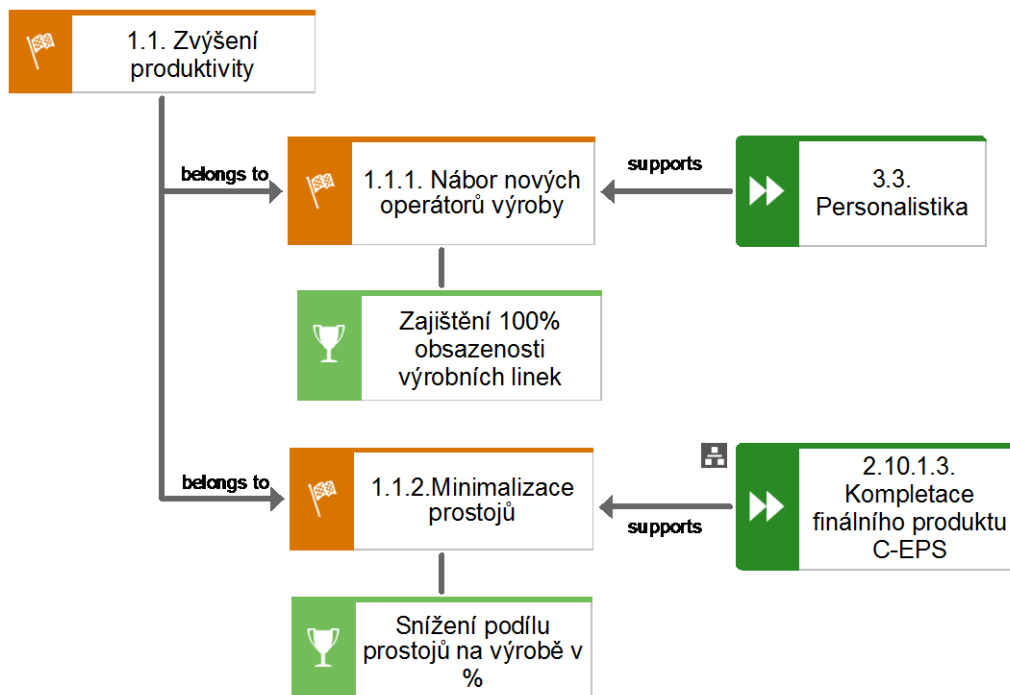 1.1. Zvýšení
produktivity
belongs to
1.1.1. Nábor nových
operátorů výroby
supports
3.3.
Personalistika
Zajištění 100%
obsazenosti
výrobních linek
belongs to
1.1.2.Minimalizace
prostojů
supports
2.10.1.3.
Kompletace
finálního produktu
C-EPS
Snížení podílu
prostojů na výrobě v
%